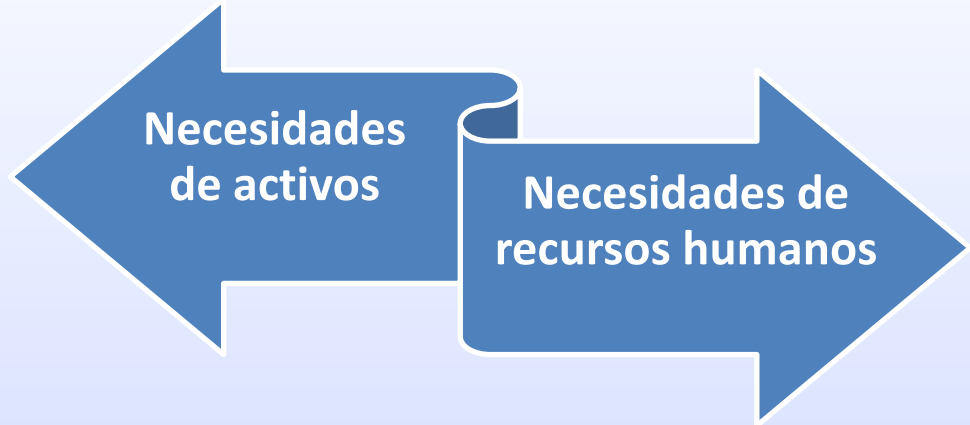 Necesidades
de activos
Necesidades de
recursos humanos